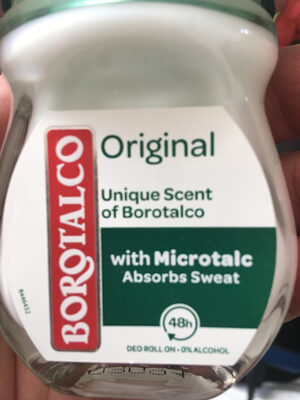 BOROTALCO
Original
Unique Scent
of Borotalco
with Microtalc
Absorbs Sweat
48h
DEO ROLL ON • 0% ALCOHOL